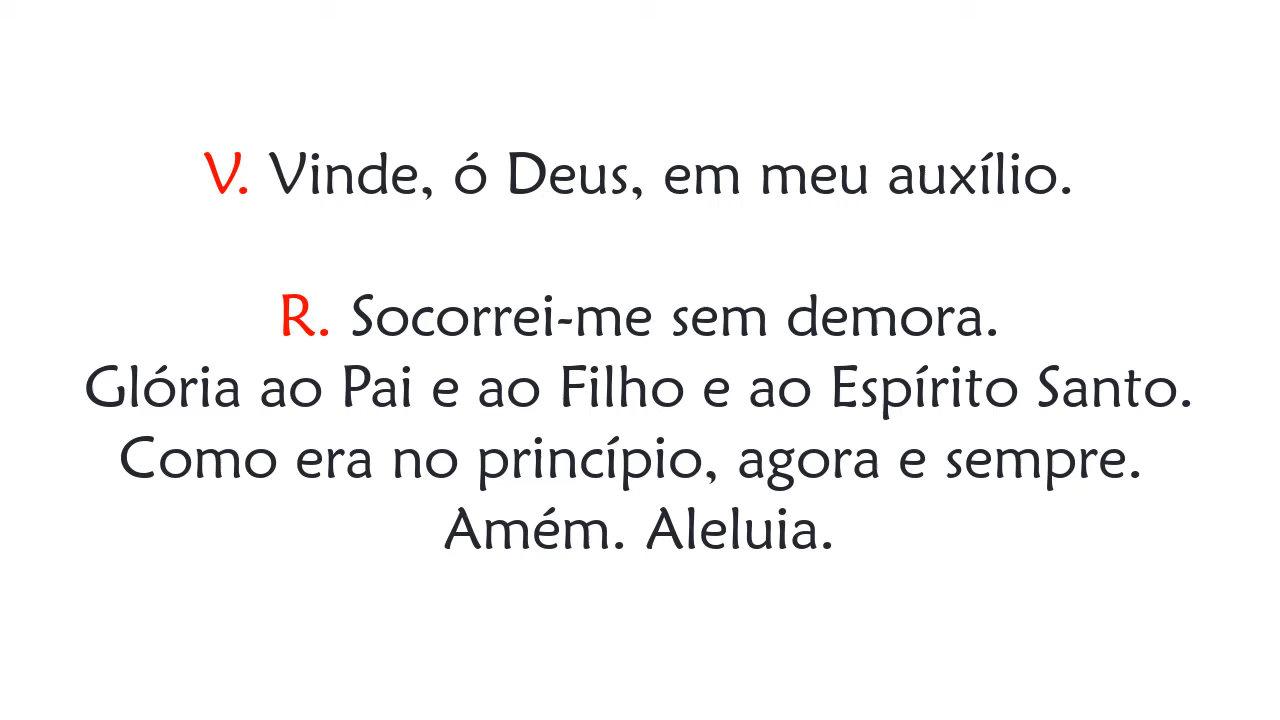 V. Vinde, ó Deus, em meu auxílio.
R. Socorrei-me sem demora.
Glória ao Pai e ao Filho e ao Espírito Santo.
Como era no princípio, agora e sempre.
Amém. Aleluia.